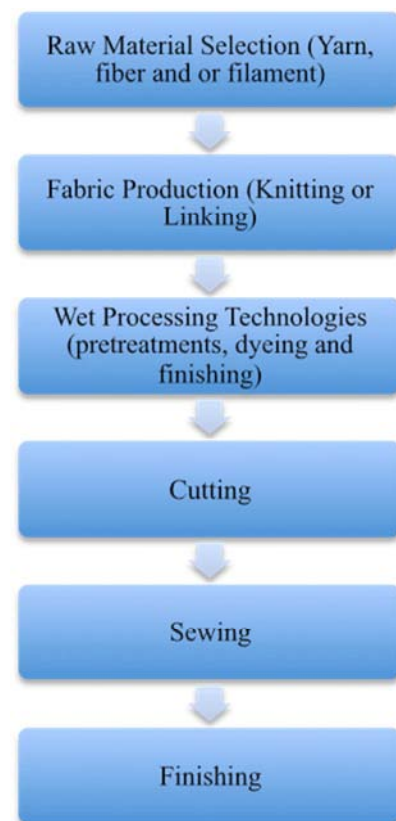 Raw Material Selection (Yarn,
fiber and or filament)
Fabric Production (Knitting or
Linking)
Wet Processing Technologies
(pretreatments, dyeing and
finishing)
Cutting
Sewing
Finishing